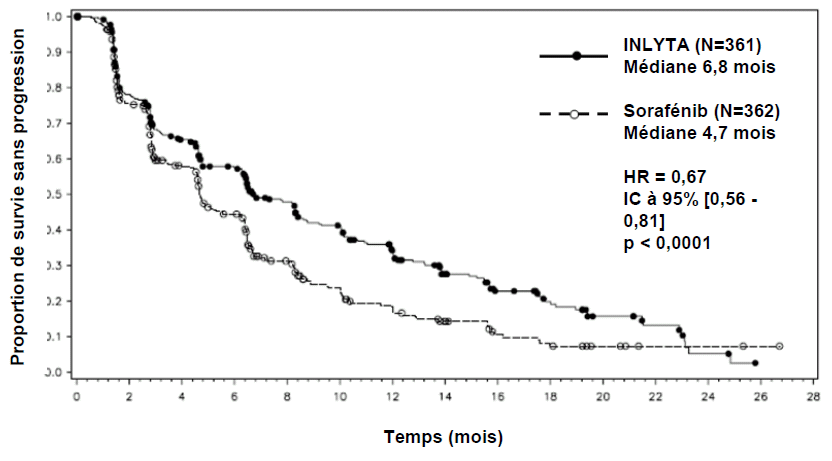 Proportion de survie sans progression
1.0
0.9
0.8
0.7
0.6
0.5
0.4
0.3
0.2
0.1
0.0
INLYTA (N=361)
Médiane 6,8 mois
Sorafénib (N=362)
Médiane 4,7 mois
HR = 0,67
IC à 95% [0,56 -
0,81]
p < 0,0001
0 2 4 6 8 10 12 14 16 18 20 22 24 26 28
Temps (mois)